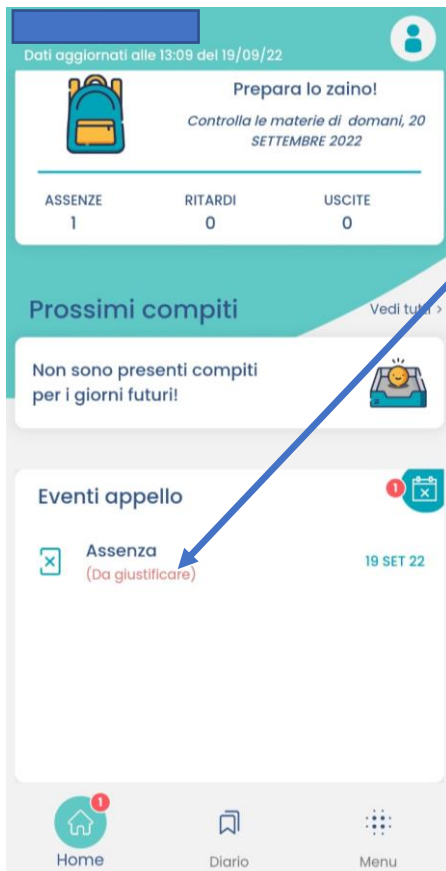 Dati aggiornati alle 13:09 del 19/09/22
Prepara lo zaino!
Controlla le materie di domani, 20
SETTEMBRE 2022
ASSENZE RITARDI USCITE
1 0 0
Prossimi compiti Vedi tutti >
Non sono presenti compiti
per i giorni futuri!
Eventi appello 1
Assenza 19 SET 22
(Da giustificare)
1
Home Diario Menu